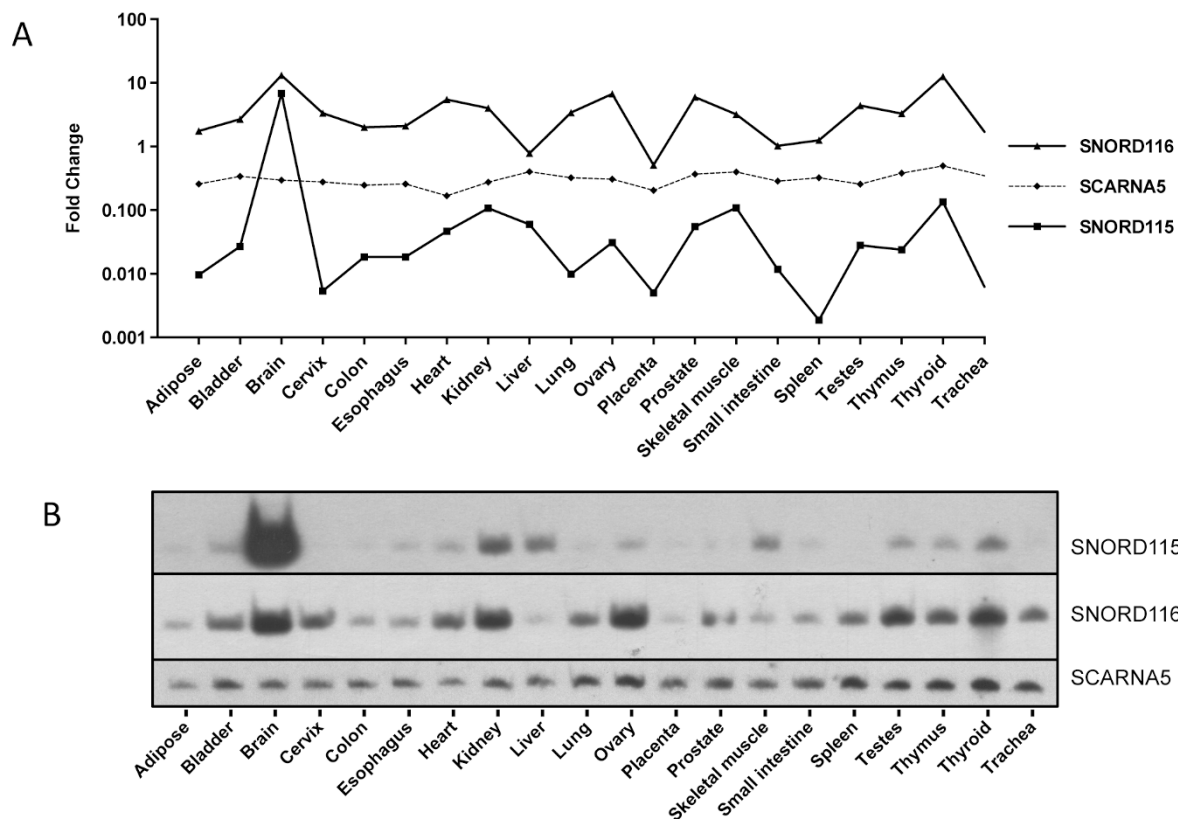 A
100
10
1
0.100
0.010
0.001
Fold Change
SNORD116
SCARNA5
SNORD115
Adipose
Bladder
Brain
Cervix
Colon
Esophagus
Heart
Kidney
Liver
Lung
Ovary
Placenta
Prostate
Skeletal muscle
Small intestine
Spleen
Testes
Thymus
Thyroid
Trachea
B
SNORD115
SNORD116
SCARNA5
Adipose
Bladder
Brain
Cervix
Colon
Esophagus
Heart
Kidney
Liver
Lung
Ovary
Placenta
Prostate
Skeletal muscle
Small intestine
Spleen
Testes
Thymus
Thyroid
Trachea